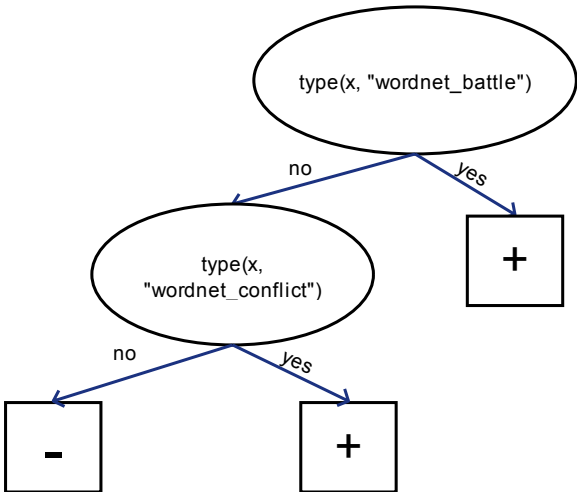 type(x, "wordnet_battle")
no
yes
+
type(x,
"wordnet_conflict")
no
yes
-
+